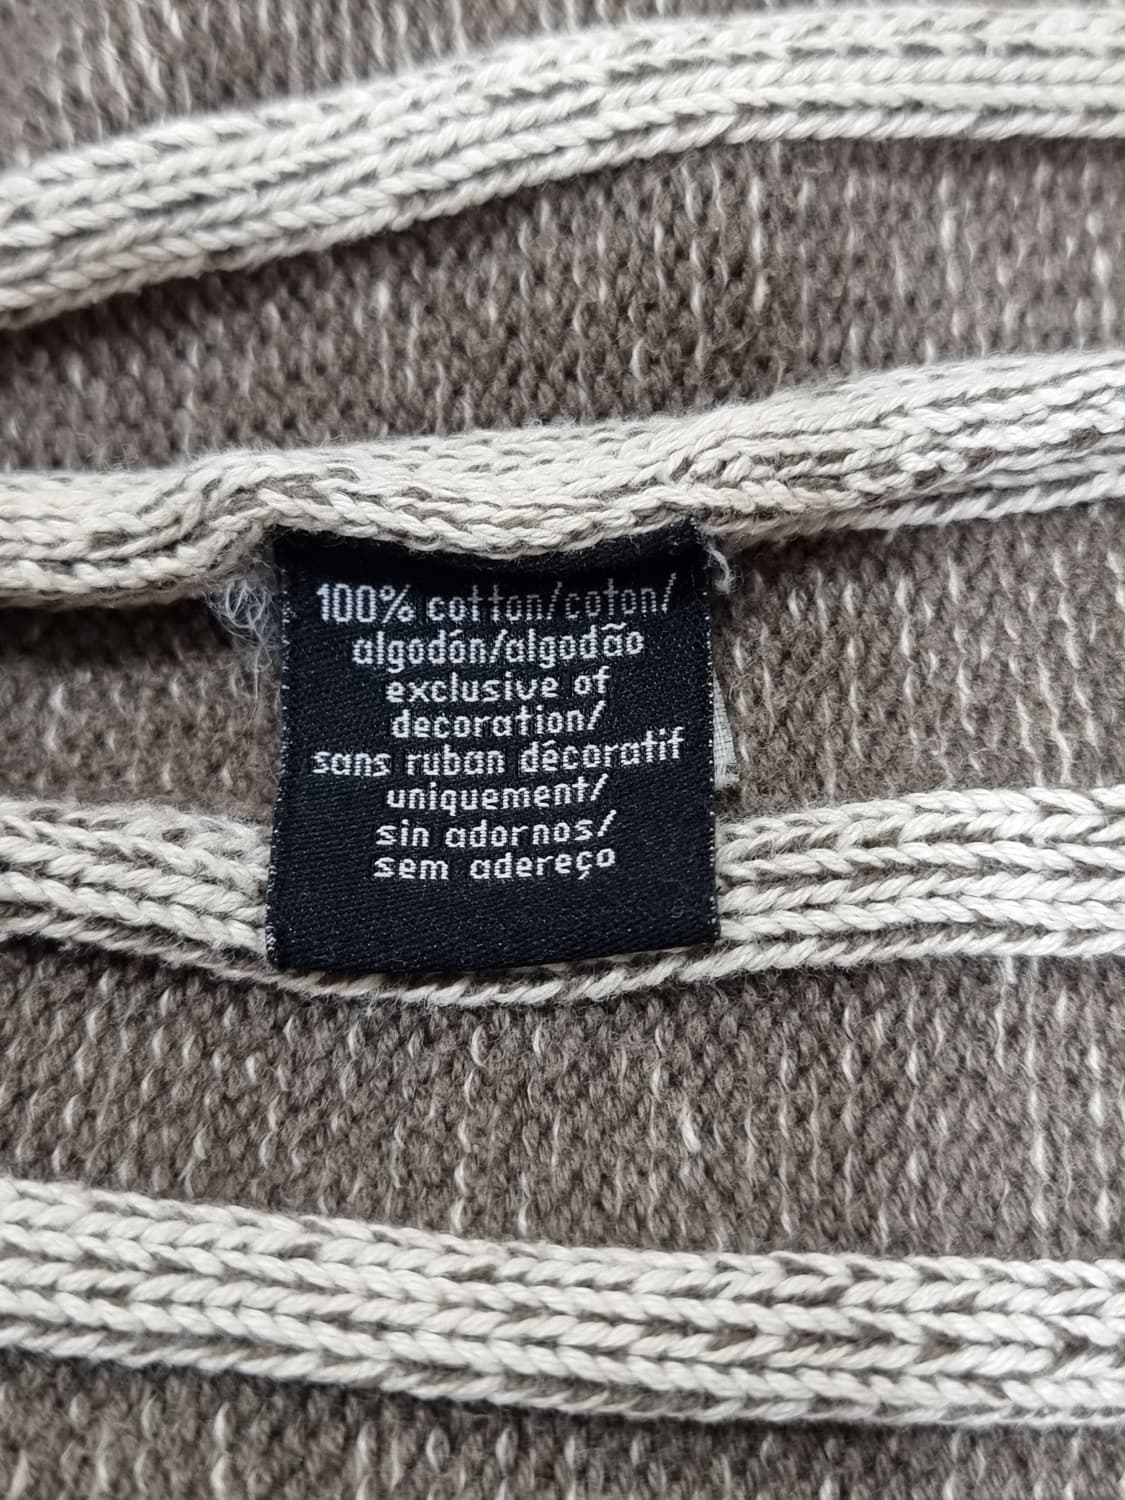 100% cotton/coton/
algodón/algodão
exclusive of
decoration/
sans ruban décoratif
uniquement/
sin adornos/
sem adereço